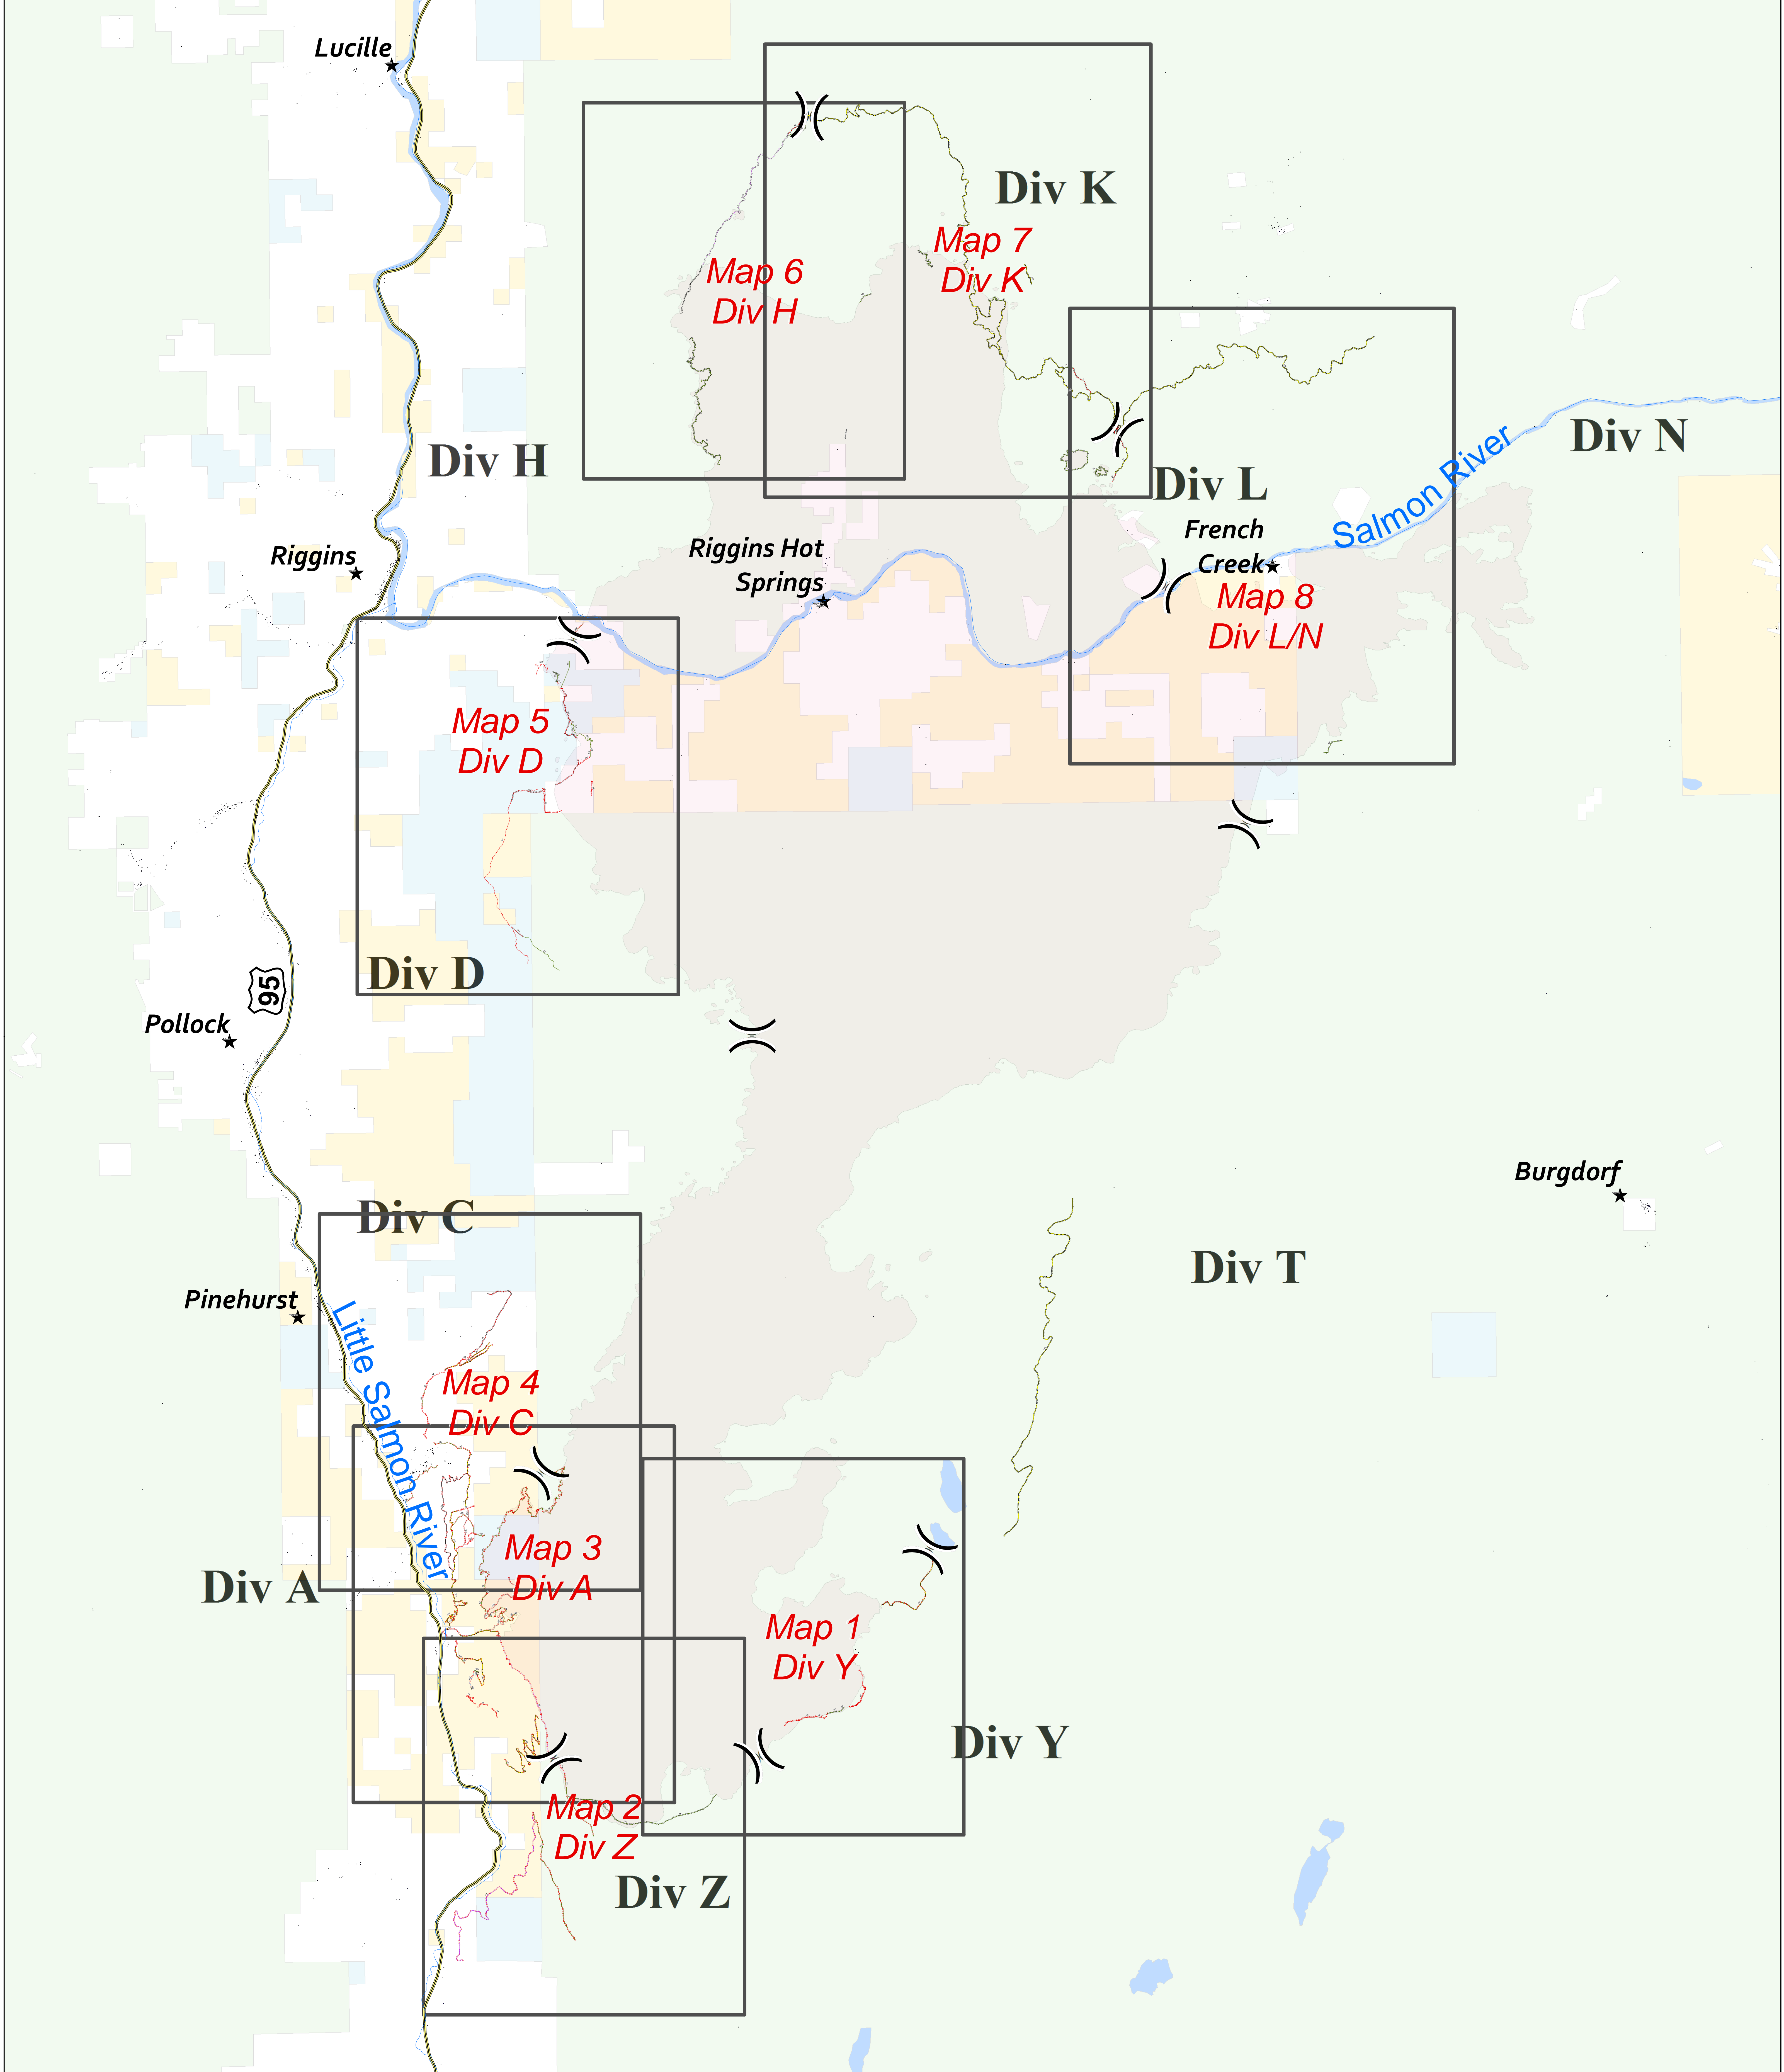 Lucille
Div K
Map 7
Div K
Map 6
Div H
Div N
Div H
Salmon River
Div L
French
Creek
Riggins Hot
Springs
Riggins
Map 8
Div L/N
Map 5
Div D
Div D
95
Pollock
Burgdorf
Div C
Div T
Pinehurst
Little Salmon River
Map 4
Div C
Map 3
Div A
Div A
Map 1
Div Y
Div Y
Map 2
Div Z
Div Z